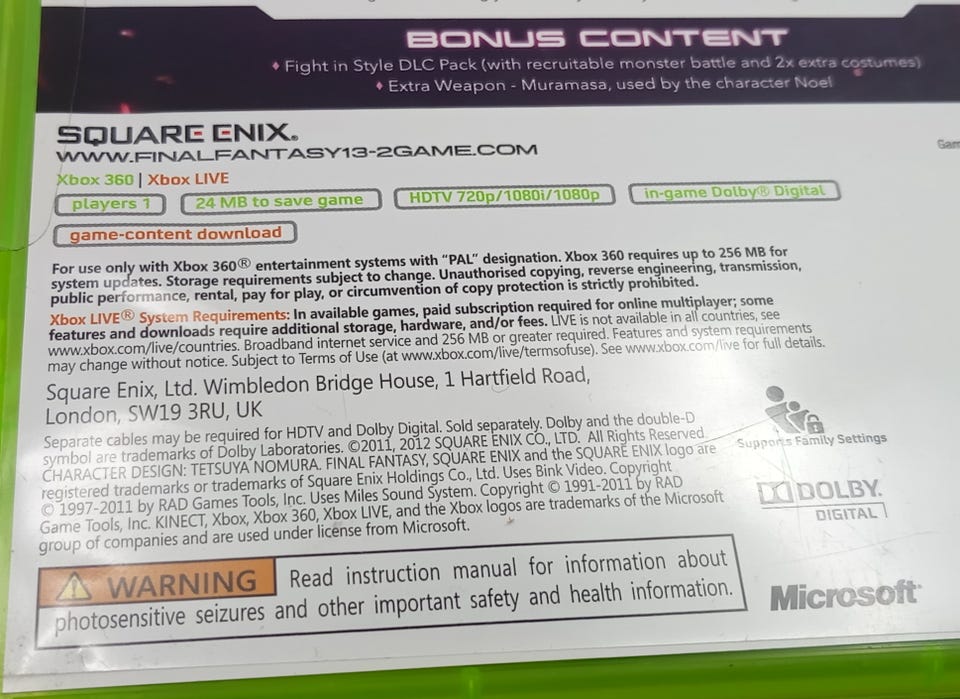 BONUS CONTENT
♦ Fight in Style DLC Pack (with recruitable monster battle and 2x extra costumes)
♦ Extra Weapon - Muramasa, used by the character Noel
SQUARE ENIX®
WWW.FINALFANTASY13-2GAME.COM
Gam
Xbox 360 | Xbox LIVE
players 1
24 MB to save game
HDTV 720p/1080i/1080p
in-game Dolby® Digital
game-content download
For use only with Xbox 360® entertainment systems with “PAL” designation. Xbox 360 requires up to 256 MB for
system updates. Storage requirements subject to change. Unauthorised copying, reverse engineering, transmission,
public performance, rental, pay for play, or circumvention of copy protection is strictly prohibited.
Xbox LIVE® System Requirements: In available games, paid subscription required for online multiplayer; some
features and downloads require additional storage, hardware, and/or fees. LIVE is not available in all countries, see
www.xbox.com/live/countries. Broadband internet service and 256 MB or greater required. Features and system requirements
may change without notice. Subject to Terms of Use (at www.xbox.com/live/termsofuse). See www.xbox.com/live for full details.
Square Enix, Ltd. Wimbledon Bridge House, 1 Hartfield Road,
London, SW19 3RU, UK
Separate cables may be required for HDTV and Dolby Digital. Sold separately. Dolby and the double-D
symbol are trademarks of Dolby Laboratories. ©2011, 2012 SQUARE ENIX CO., LTD. All Rights Reserved.
CHARACTER DESIGN: TETSUYA NOMURA. FINAL FANTASY, SQUARE ENIX and the SQUARE ENIX logo are
registered trademarks or trademarks of Square Enix Holdings Co., Ltd. Uses Bink Video. Copyright
© 1997-2011 by RAD Games Tools, Inc. Uses Miles Sound System. Copyright © 1991-2011 by RAD
Game Tools, Inc. KINECT, Xbox, Xbox 360, Xbox LIVE, and the Xbox logos are trademarks of the Microsoft
group of companies and are used under license from Microsoft.
Supports Family Settings
DOLBY.
DIGITAL
WARNING Read instruction manual for information about
photosensitive seizures and other important safety and health information.
Microsoft®